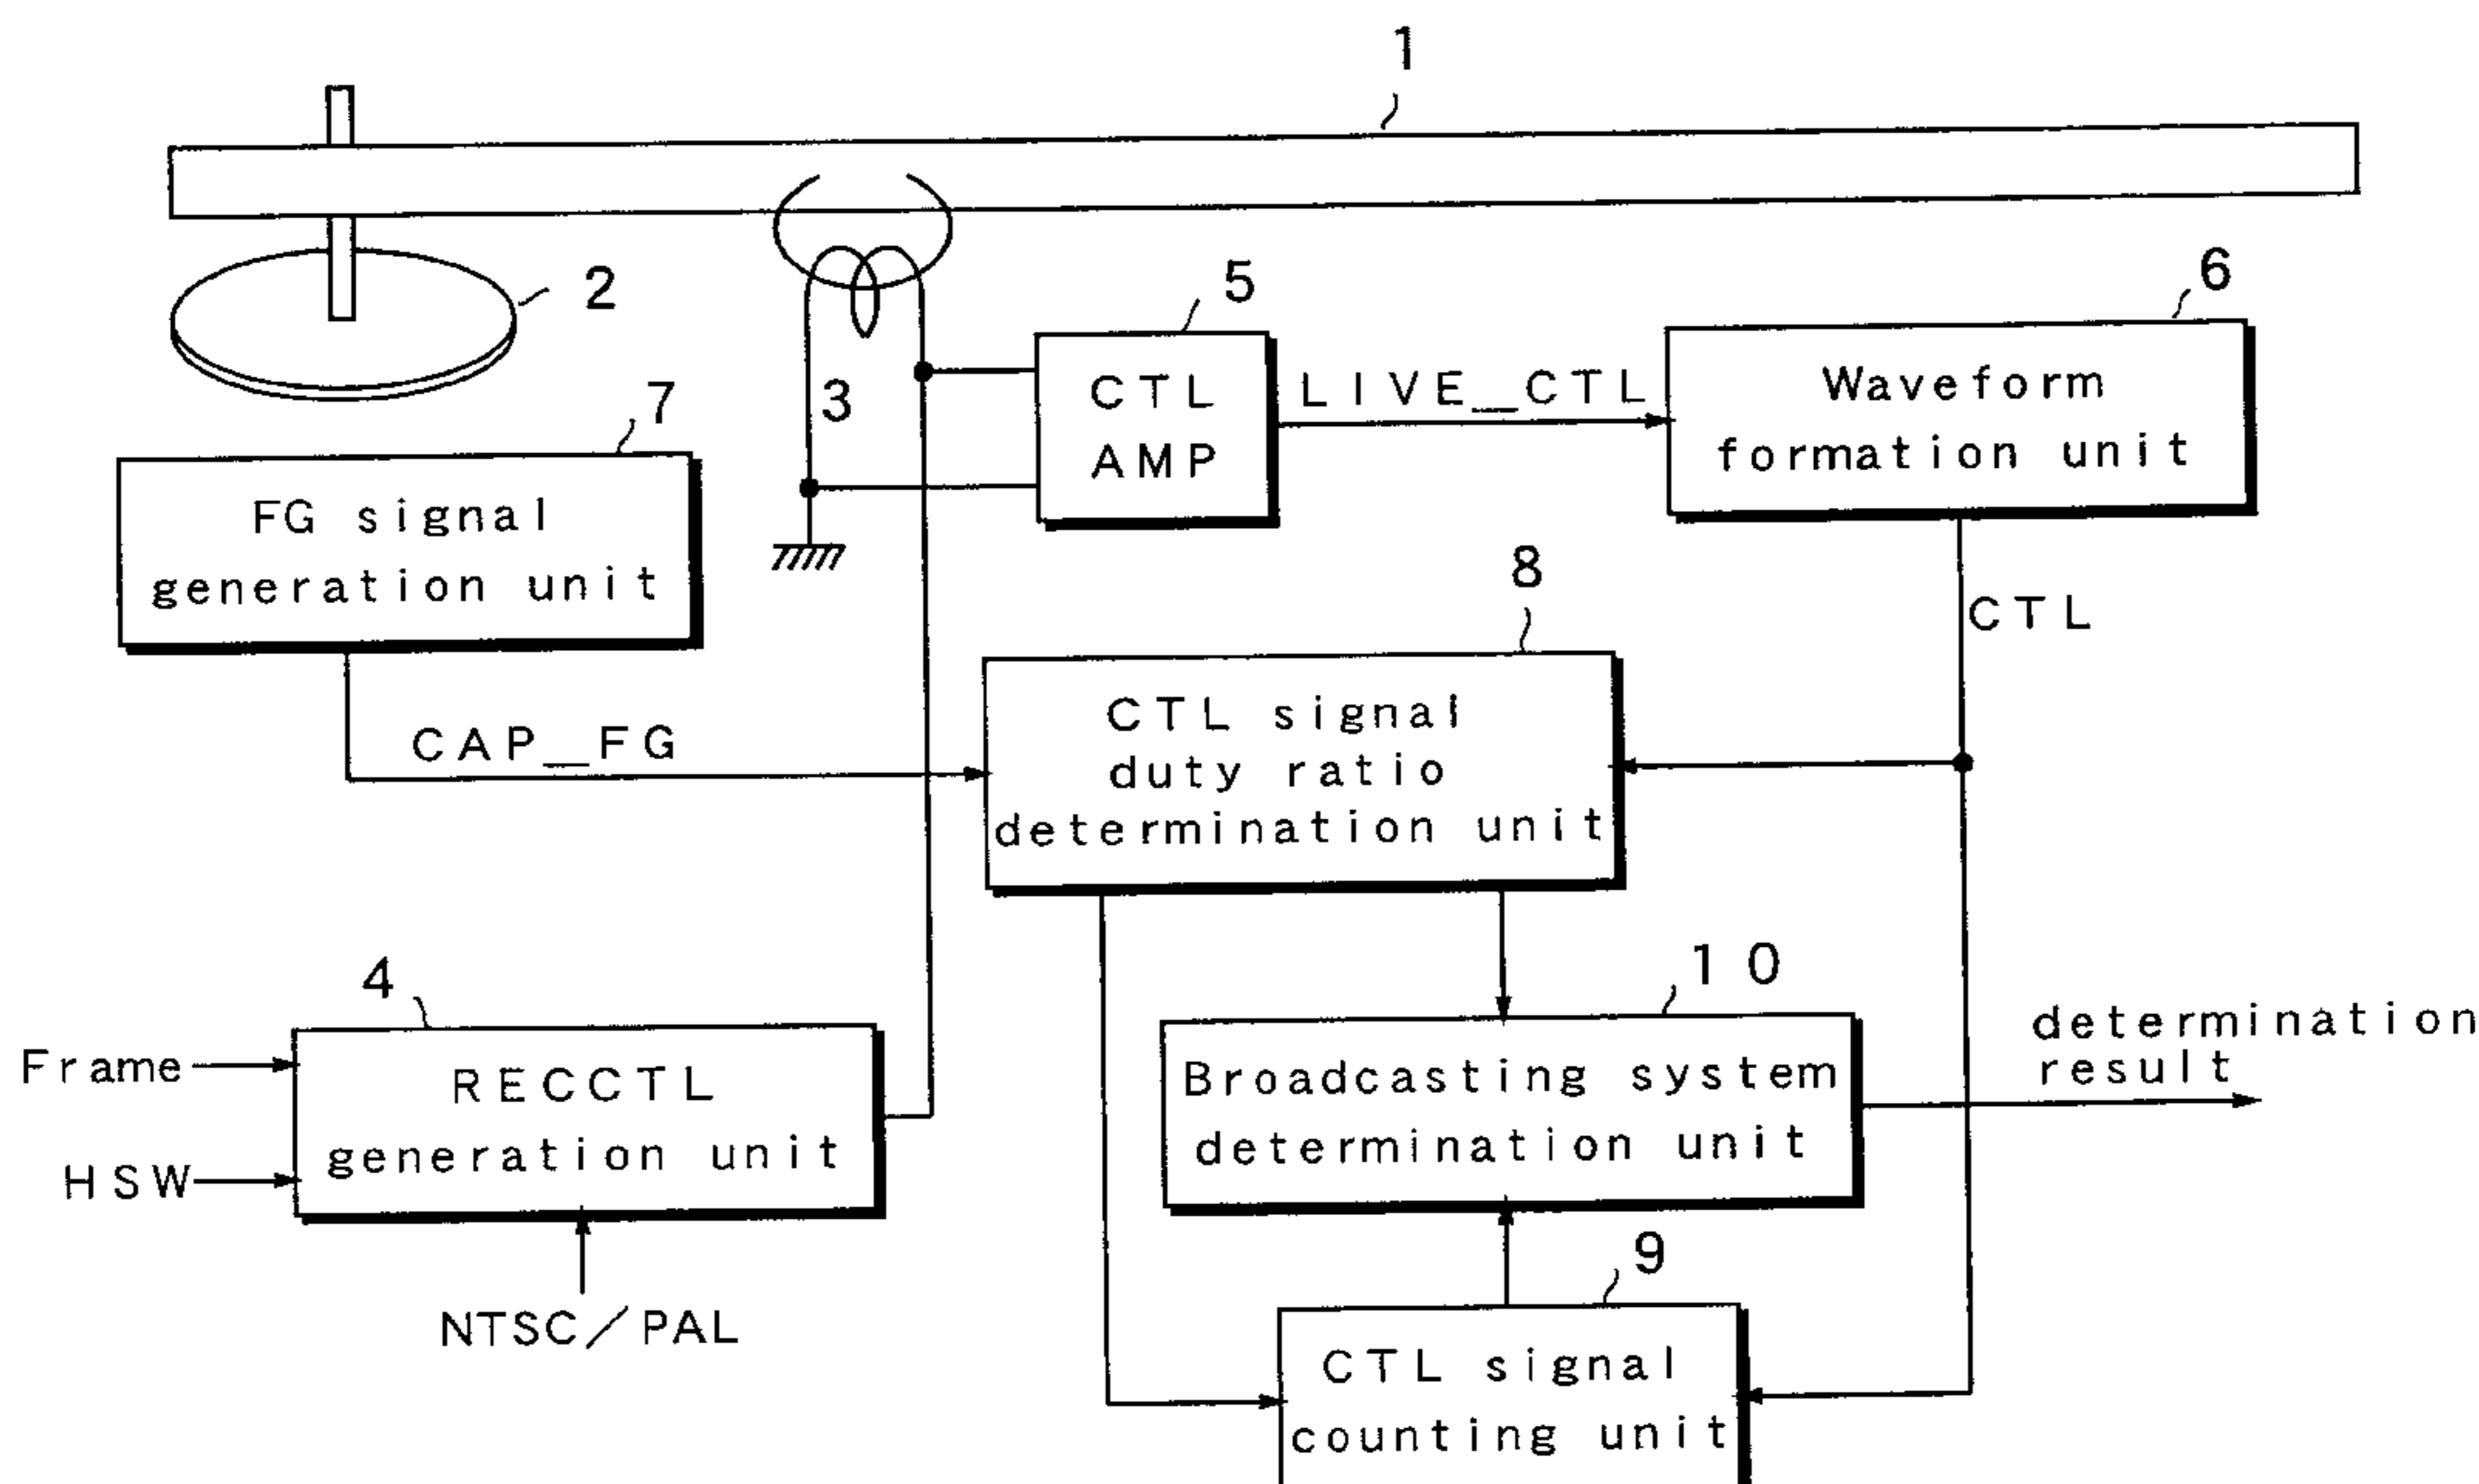 1
2
3
5
CTL
AMP
LIVE_CTL
6
Waveform
formation unit
7
FG signal
generation unit
CAP_FG
8
CTL signal
duty ratio
determination unit
CTL
4
Frame
HSW
RECCTL
generation unit
NTSC/PAL
10
Broadcasting system
determination unit
determination
result
9
CTL signal
counting unit